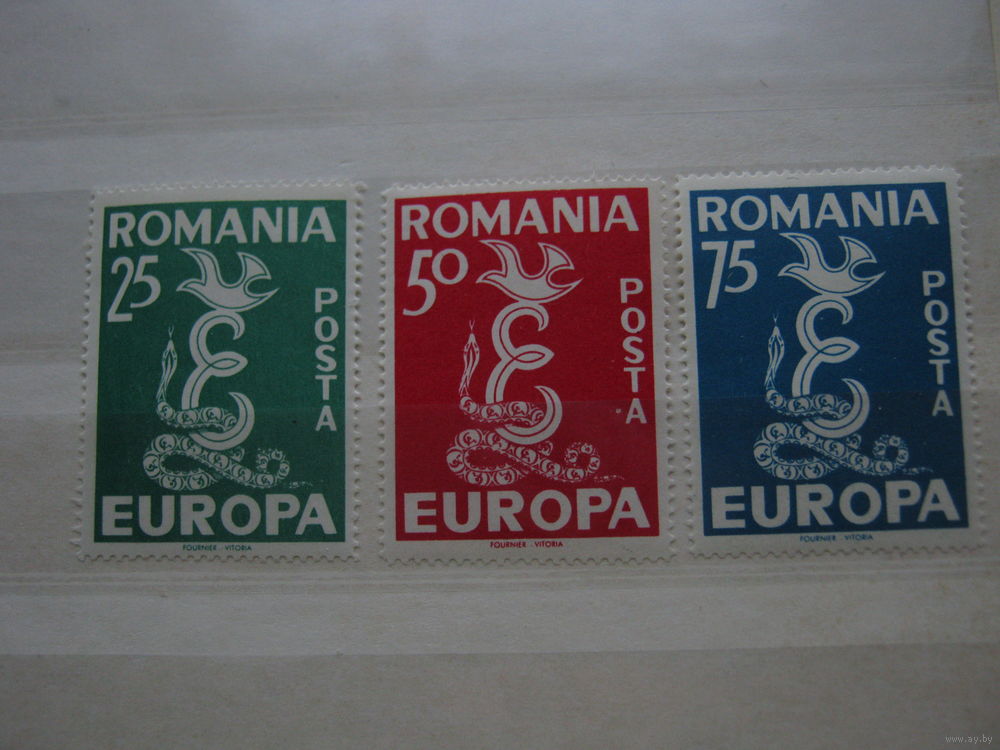 ROMANIA
25
POSTA
EUROPA
FOURNIER . VITORIA
ROMANIA
50
POSTA
EUROPA
FOURNIER . VITORIA
ROMANIA
75
POSTA
EUROPA
FOURNIER . VITORIA
www.ay.by